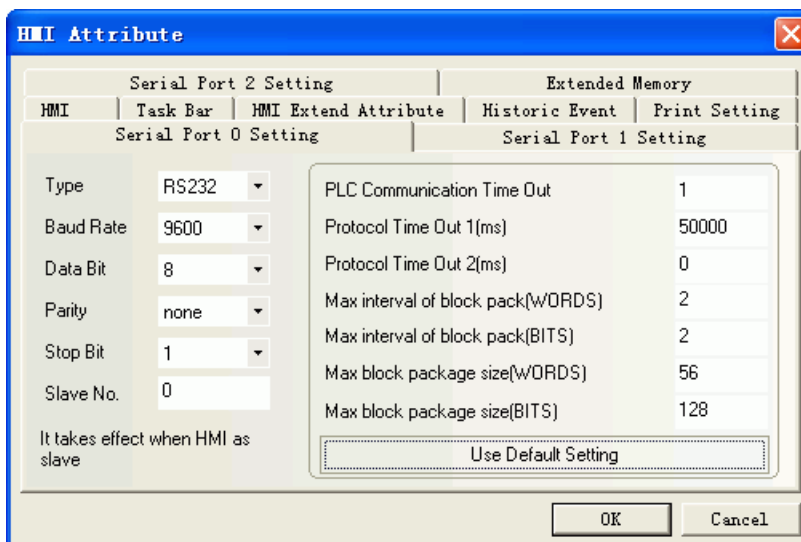 HMI Attribute
Serial Port 2 Setting
Extended Memory
HMI
Task Bar
HMI Extend Attribute
Historic Event
Print Setting
Serial Port 0 Setting
Serial Port 1 Setting
Type
RS232
Baud Rate
9600
Data Bit
8
Parity
none
Stop Bit
1
Slave No.
0
It takes effect when HMI as
slave
PLC Communication Time Out
1
Protocol Time Out 1(ms)
50000
Protocol Time Out 2(ms)
0
Max interval of block pack(WORDS)
2
Max interval of block pack(BITS)
2
Max block package size(WORDS)
56
Max block package size(BITS)
128
Use Default Setting
OK
Cancel